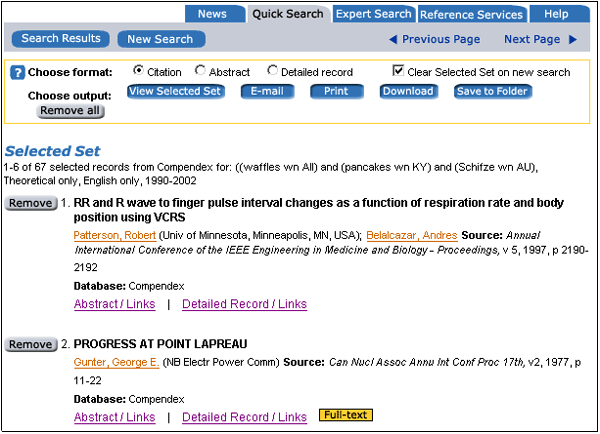 News Quick Search Expert Search Reference Services Help
Search Results New Search Previous Page Next Page
? Choose format: Citation Abstract Detailed record Clear Selected Set on new search
Choose output: View Selected Set E-mail Print Download Save to Folder
Remove all
Selected Set
1-6 of 67 selected records from Compendex for: ((waffles wn All) and (pancakes wn KY) and (Schifze wn AU),
Theoretical only, English only, 1990-2002
Remove 1. RR and R wave to finger pulse interval changes as a function of respiration rate and body
position using VCRS
Patterson, Robert (Univ of Minnesota, Minneapolis, MN, USA); Belalcazar, Andres Source: Annual
International Conference of the IEEE Engineering in Medicine and Biology - Proceedings, v 5, 1997, p 2190-
2192
Database: Compendex
Abstract / Links | Detailed Record / Links
Remove 2. PROGRESS AT POINT LAPREAU
Gunter, George E. (NB Electr Power Comm) Source: Can Nucl Assoc Annu Int Conf Proc 17th, v2, 1977, p
11-22
Database: Compendex
Abstract / Links | Detailed Record / Links Full-text